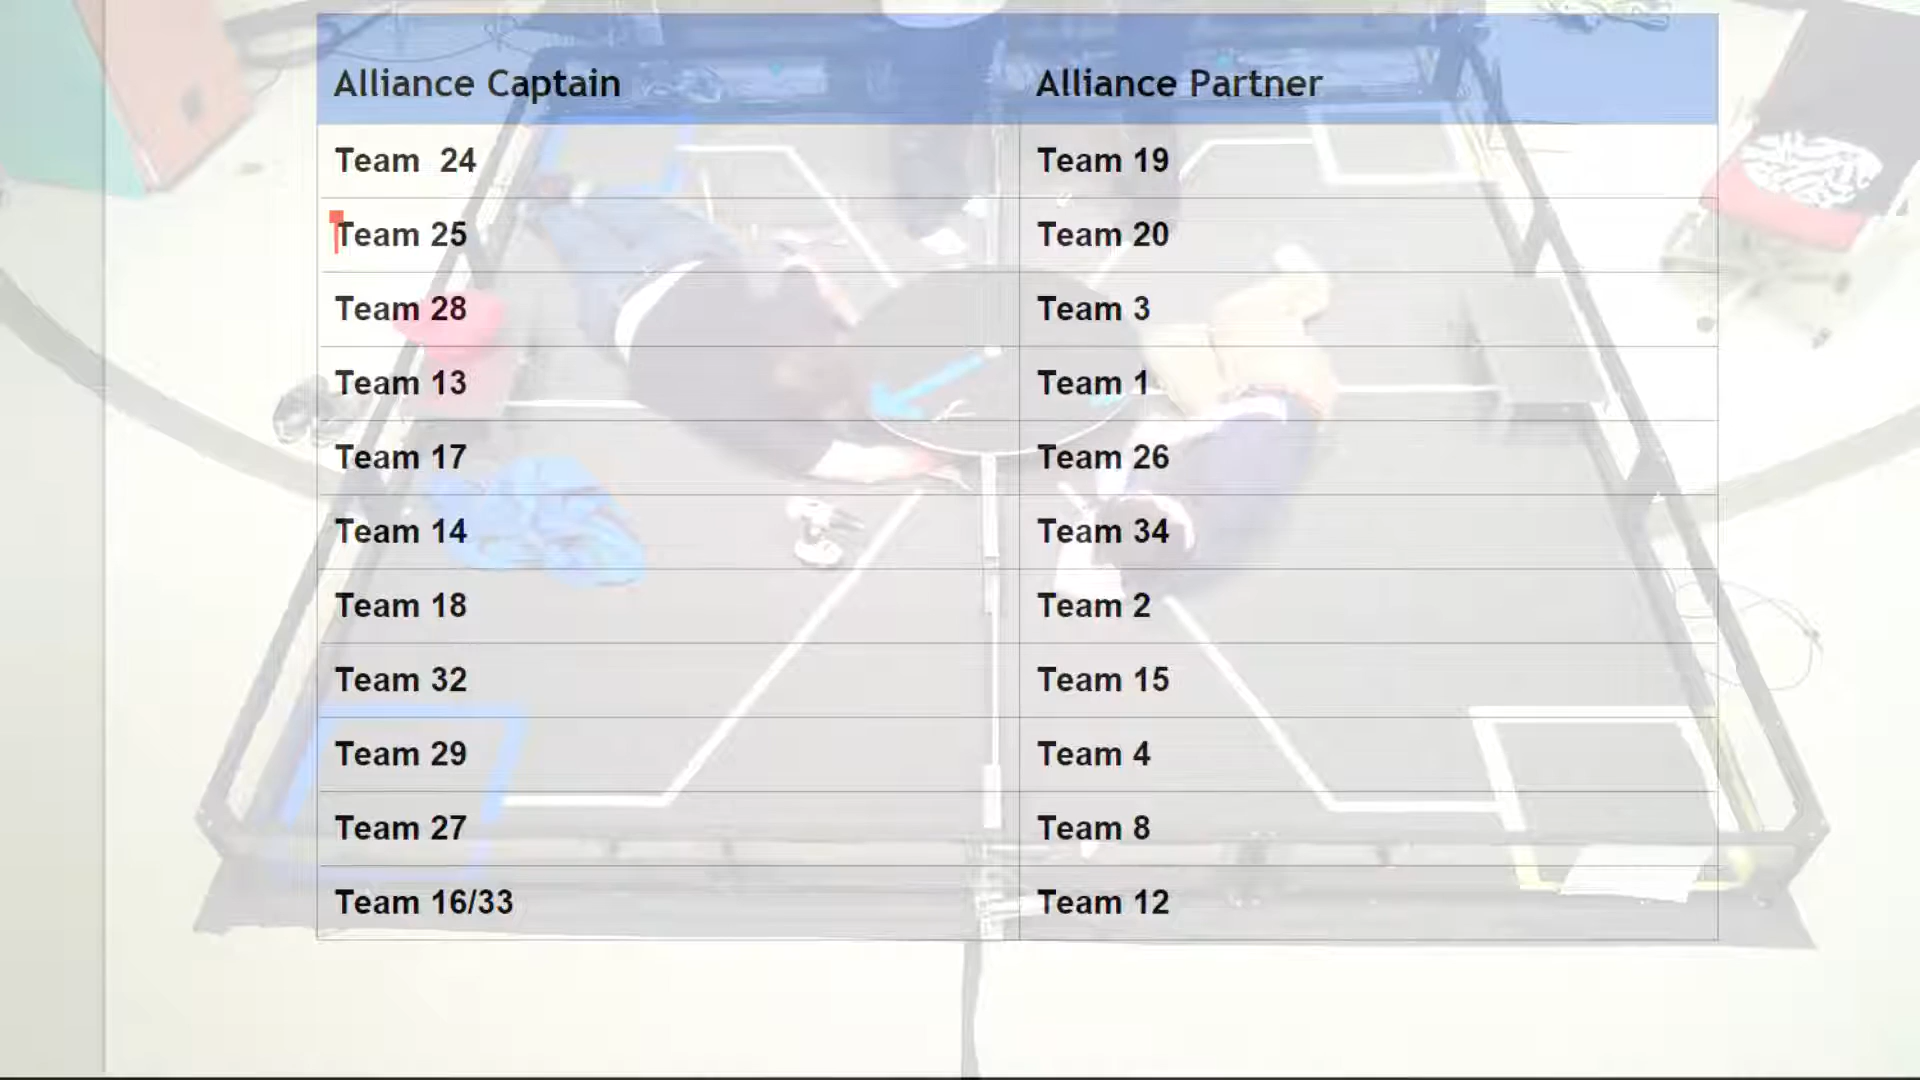 Alliance Captain Alliance Partner
Team 24 Team 19
Team 25 Team 20
Team 28 Team 3
Team 13 Team 1
Team 17 Team 26
Team 14 Team 34
Team 18 Team 2
Team 32 Team 15
Team 29 Team 4
Team 27 Team 8
Team 16/33 Team 12